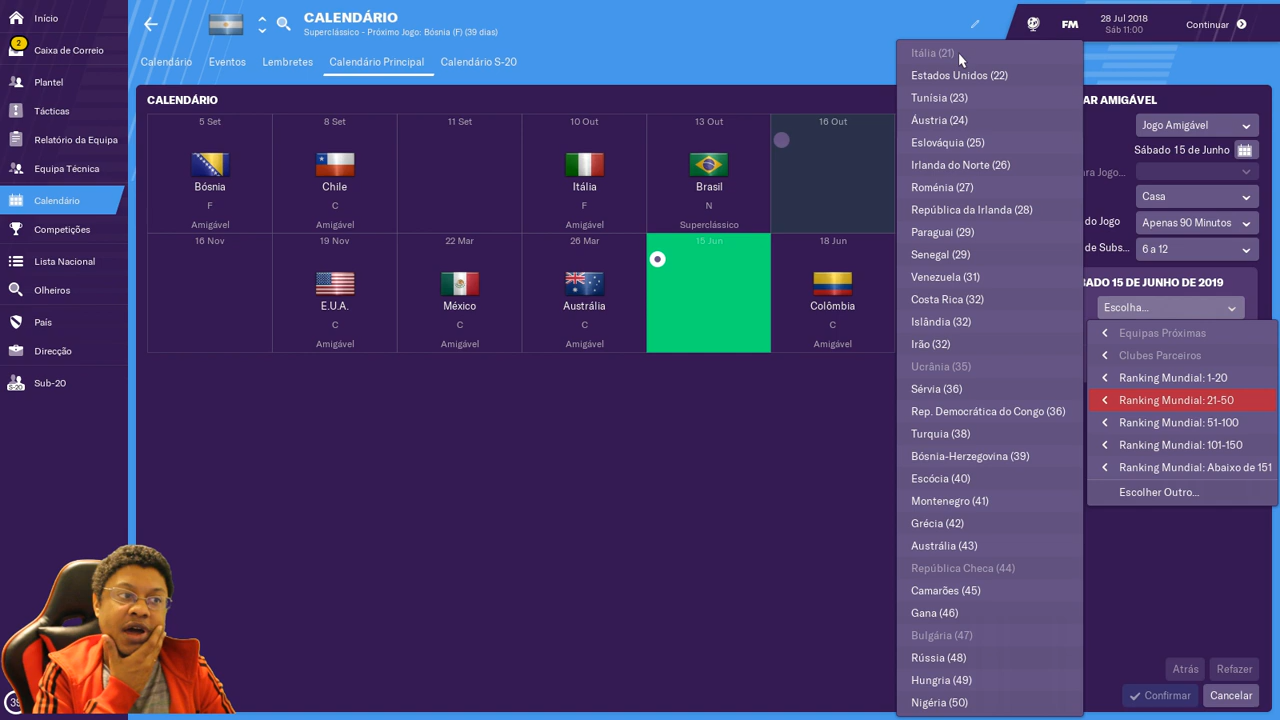 Início
2
Caixa de Correio
Plantel
Tácticas
Relatório da Equipa
Equipa Técnica
Calendário
Competições
Lista Nacional
Olheiros
País
Direcção
S-20
Sub-20
CALENDÁRIO
Superclássico - Próximo Jogo: Bósnia (F) (39 dias)
FM
28 Jul 2018
Sáb 11:00
Continuar
Calendário
Eventos
Lembretes
Calendário Principal
Calendário S-20
CALENDÁRIO
5 Set
8 Set
11 Set
10 Out
13 Out
16 Out
Bósnia
Chile
Itália
Brasil
F
C
F
N
Amigável
Amigável
Amigável
Superclássico
16 Nov
19 Nov
22 Mar
26 Mar
15 Jun
18 Jun
E.U.A.
México
Austrália
Colômbia
C
C
C
C
Amigável
Amigável
Amigável
Amigável
Itália (21)
Estados Unidos (22)
Tunísia (23)
Áustria (24)
Eslováquia (25)
Irlanda do Norte (26)
Roménia (27)
República da Irlanda (28)
Paraguai (29)
Senegal (29)
Venezuela (31)
Costa Rica (32)
Islândia (32)
Irão (32)
Ucrânia (35)
Sérvia (36)
Rep. Democrática do Congo (36)
Turquia (38)
Bósnia-Herzegovina (39)
Escócia (40)
Montenegro (41)
Grécia (42)
Austrália (43)
República Checa (44)
Camarões (45)
Gana (46)
Bulgária (47)
Rússia (48)
Hungria (49)
Nigéria (50)
AR AMIGÁVEL
Jogo Amigável
Sábado 15 de Junho
ara Jogo...
Casa
do Jogo
Apenas 90 Minutos
de Subs...
6 a 12
ADO 15 DE JUNHO DE 2019
Escolha...
Equipas Próximas
Clubes Parceiros
Ranking Mundial: 1-20
Ranking Mundial: 21-50
Ranking Mundial: 51-100
Ranking Mundial: 101-150
Ranking Mundial: Abaixo de 151
Escolher Outro...
Atrás
Refazer
Confirmar
Cancelar